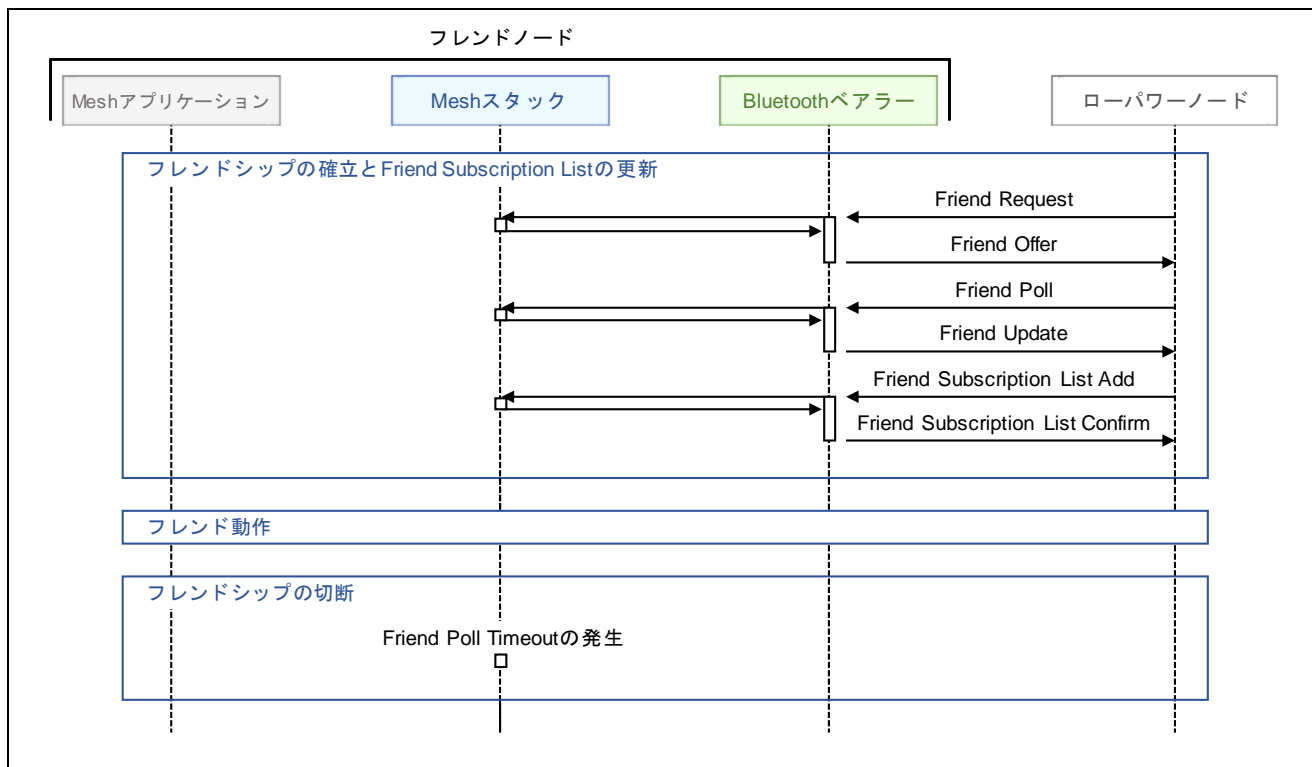 フレンドノード
Meshアプリケーション
Meshスタック
Bluetoothベアラー
ローパワーノード
フレンドシップの確立とFriend Subscription Listの更新
Friend Request
Friend Offer
Friend Poll
Friend Update
Friend Subscription List Add
Friend Subscription List Confirm
フレンド動作
フレンドシップの切断
Friend Poll Timeoutの発生